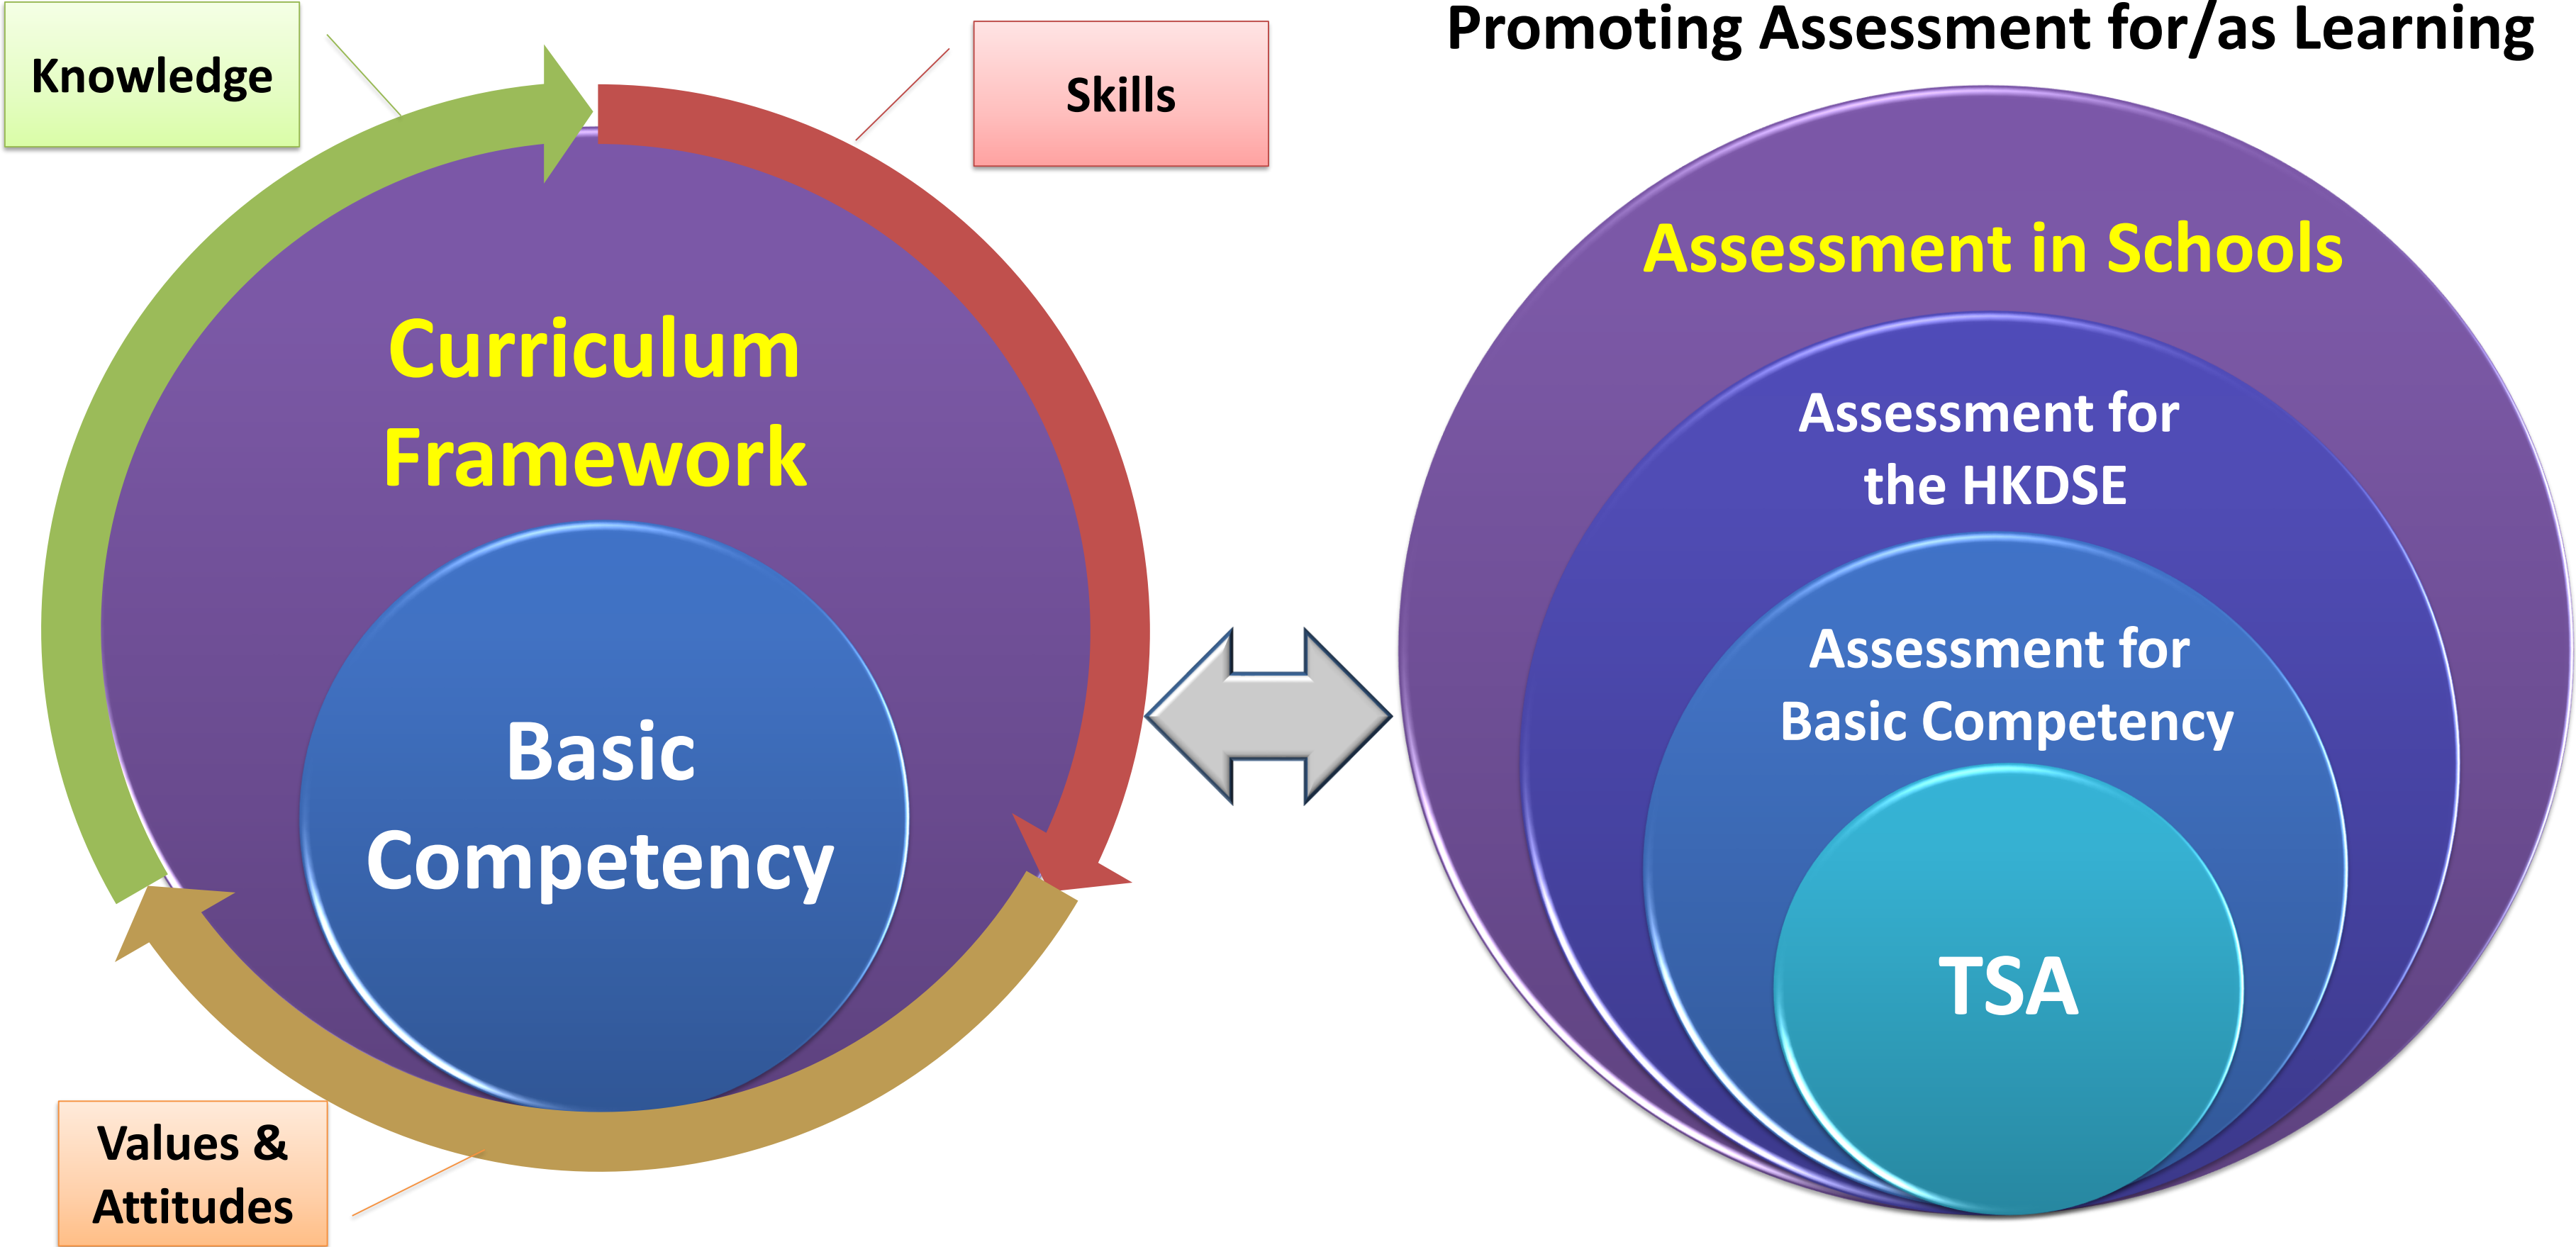 Knowledge
Skills
Curriculum
Framework
Basic
Competency
Values &
Attitudes
Promoting Assessment for/as Learning
Assessment in Schools
Assessment for
the HKDSE
Assessment for
Basic Competency
TSA